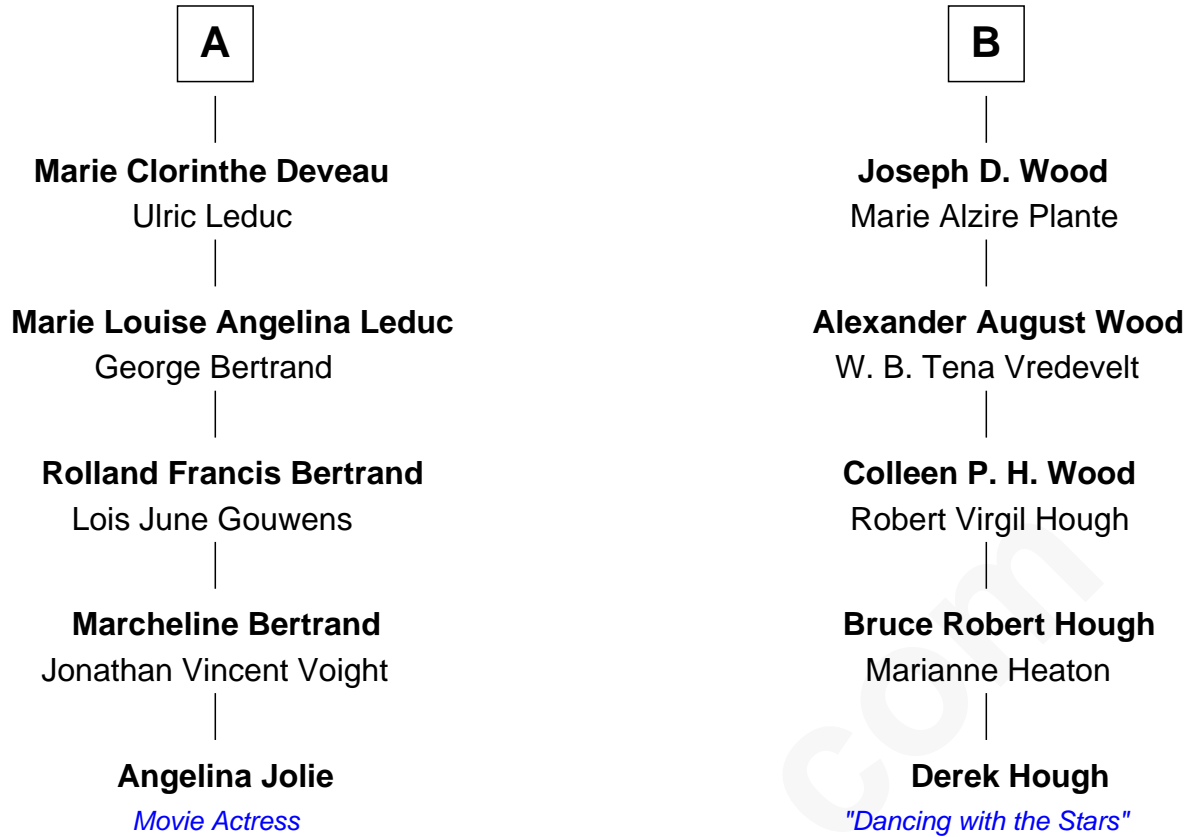 A
Marie Clorinthe Deveau
Ulric Leduc
Marie Louise Angelina Leduc
George Bertrand
Rolland Francis Bertrand
Lois June Gouwens
Marcheline Bertrand
Jonathan Vincent Voight
Angelina Jolie
Movie Actress
B
Joseph D. Wood
Marie Alzire Plante
Alexander August Wood
W. B. Tena Vredevelt
Colleen P. H. Wood
Robert Virgil Hough
Bruce Robert Hough
Marianne Heaton
Derek Hough
"Dancing with the Stars"
com